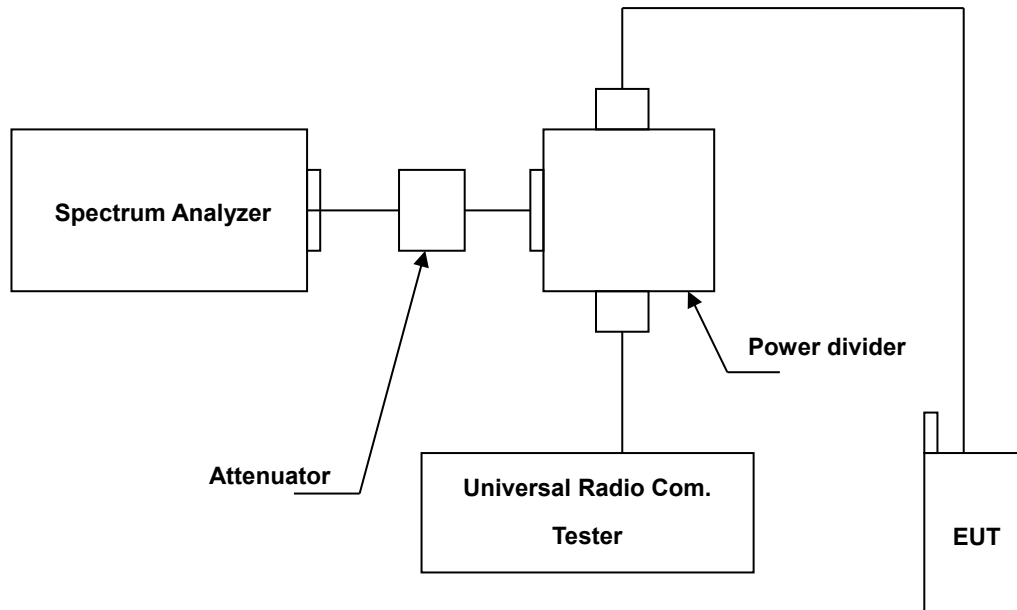 Spectrum Analyzer
Power divider
Attenuator
Universal Radio Com.
Tester
EUT